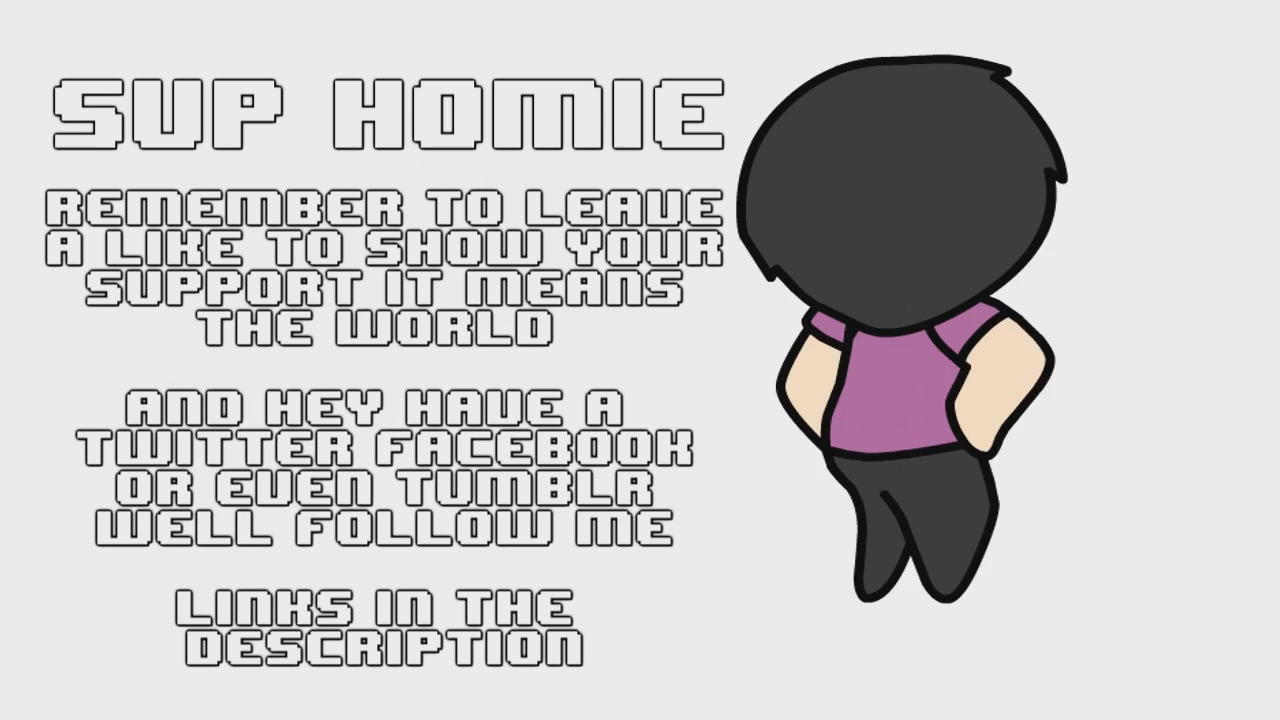 SUP HOMIE
REMEMBER TO LEAVE
A LIKE TO SHOW YOUR
SUPPORT IT MEANS
THE WORLD
AND HEY HAVE A
TWITTER FACEBOOK
OR EVEN TUMBLR
WELL FOLLOW ME
LINKS IN THE
DESCRIPTION